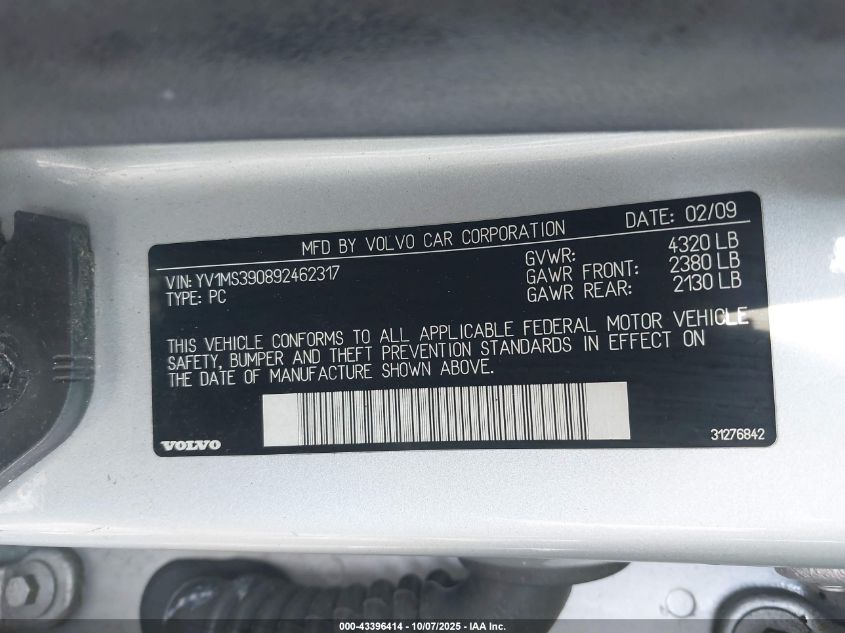 MFD BY VOLVO CAR CORPORATION DATE: 02/09
VIN: YV1MS390892462317
TYPE: PC
GVWR: 4320 LB
GAWR FRONT: 2380 LB
GAWR REAR: 2130 LB
THIS VEHICLE CONFORMS TO ALL APPLICABLE FEDERAL MOTOR VEHICLE
SAFETY, BUMPER AND THEFT PREVENTION STANDARDS IN EFFECT ON
THE DATE OF MANUFACTURE SHOWN ABOVE.
VOLVO
31276842
000-43396414 - 10/07/2025 - IAA Inc.